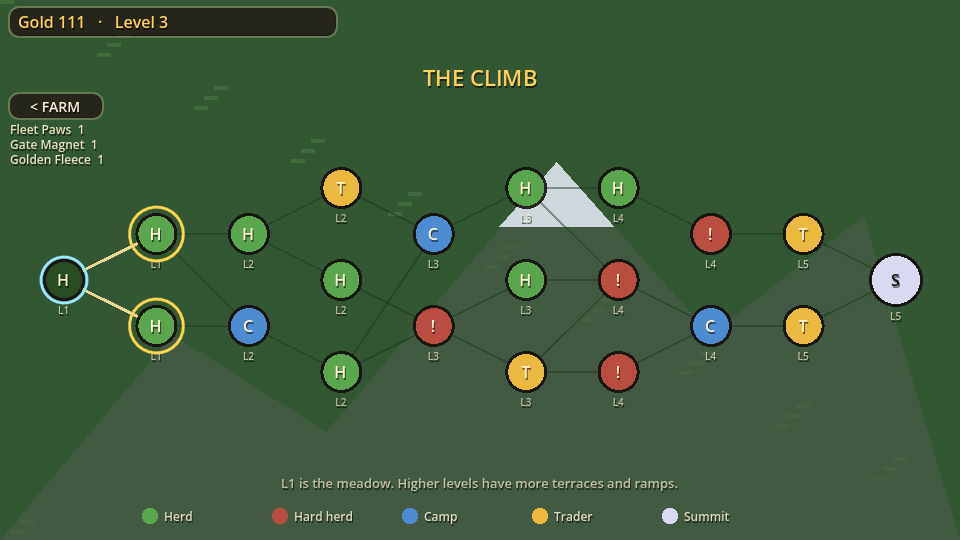 Gold 111 · Level 3
THE CLIMB
< FARM
Fleet Paws 1
Gate Magnet 1
Golden Fleece 1
T H H
L2 L3 L4
H H C ! T
L1 L2 L3 L4 L5
H H H ! S
L1 L2 L3 L4 L5
H C ! C T
L1 L2 L3 L4 L5
H T !
L2 L3 L4
L1 is the meadow. Higher levels have more terraces and ramps.
Herd Hard herd Camp Trader Summit